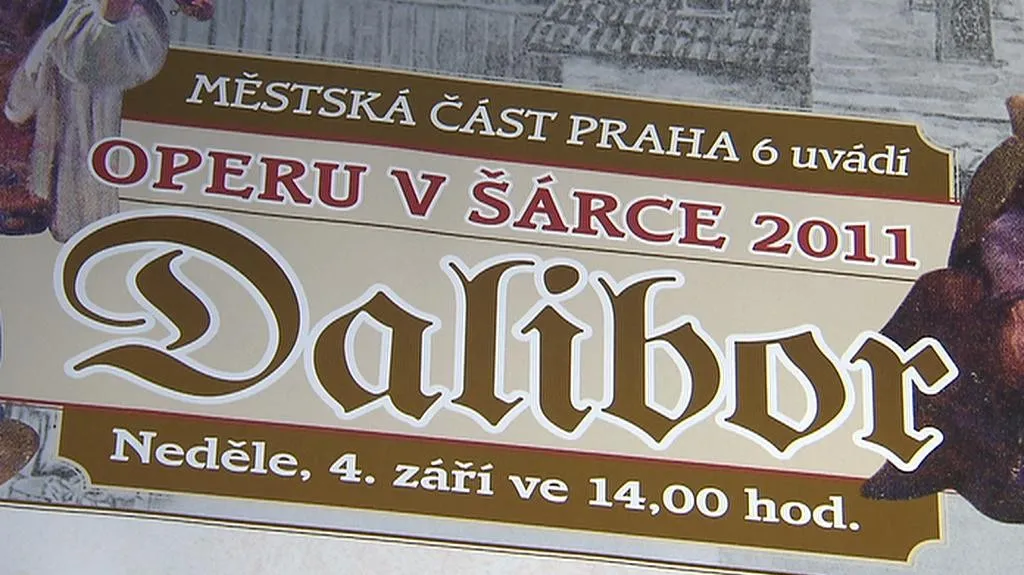 MĚSTSKÁ ČÁST PRAHA 6 uvádí
OPERU V ŠÁRCE 2011
Dalibor
Neděle, 4. září ve 14,00 hod.